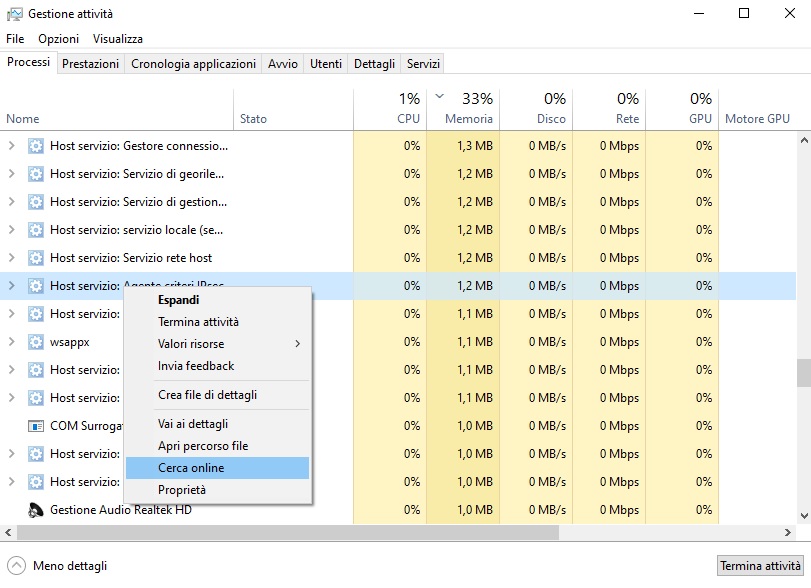 Gestione attività
File Opzioni Visualizza
Processi Prestazioni Cronologia applicazioni Avvio Utenti Dettagli Servizi
1% 33% 0% 0% 0%
Nome Stato CPU Memoria Disco Rete GPU Motore GPU
Host servizio: Gestore connessio... 0% 1,3 MB 0 MB/s 0 Mbps 0%
Host servizio: Servizio di georile... 0% 1,2 MB 0 MB/s 0 Mbps 0%
Host servizio: Servizio di gestion... 0% 1,2 MB 0 MB/s 0 Mbps 0%
Host servizio: servizio locale (se... 0% 1,2 MB 0 MB/s 0 Mbps 0%
Host servizio: Servizio rete host 0% 1,2 MB 0 MB/s 0 Mbps 0%
Host servizio: Agente criteri IPsec 0% 1,2 MB 0 MB/s 0 Mbps 0%
Espandi
Host servizio: 0% 1,1 MB 0 MB/s 0 Mbps 0%
Termina attività
wsappx 0% 1,1 MB 0 MB/s 0 Mbps 0%
Valori risorse
Invia feedback
Host servizio: 0% 1,1 MB 0 MB/s 0 Mbps 0%
Crea file di dettagli
Host servizio: 0% 1,1 MB 0 MB/s 0 Mbps 0%
Vai ai dettagli
COM Surroga 0% 1,0 MB 0 MB/s 0 Mbps 0%
Apri percorso file
Host servizio: 0% 1,0 MB 0 MB/s 0 Mbps 0%
Cerca online
Host servizio: 0% 1,0 MB 0 MB/s 0 Mbps 0%
Proprietà
Gestione Audio Realtek HD 0% 1,0 MB 0 MB/s 0 Mbps 0%
Meno dettagli Termina attività